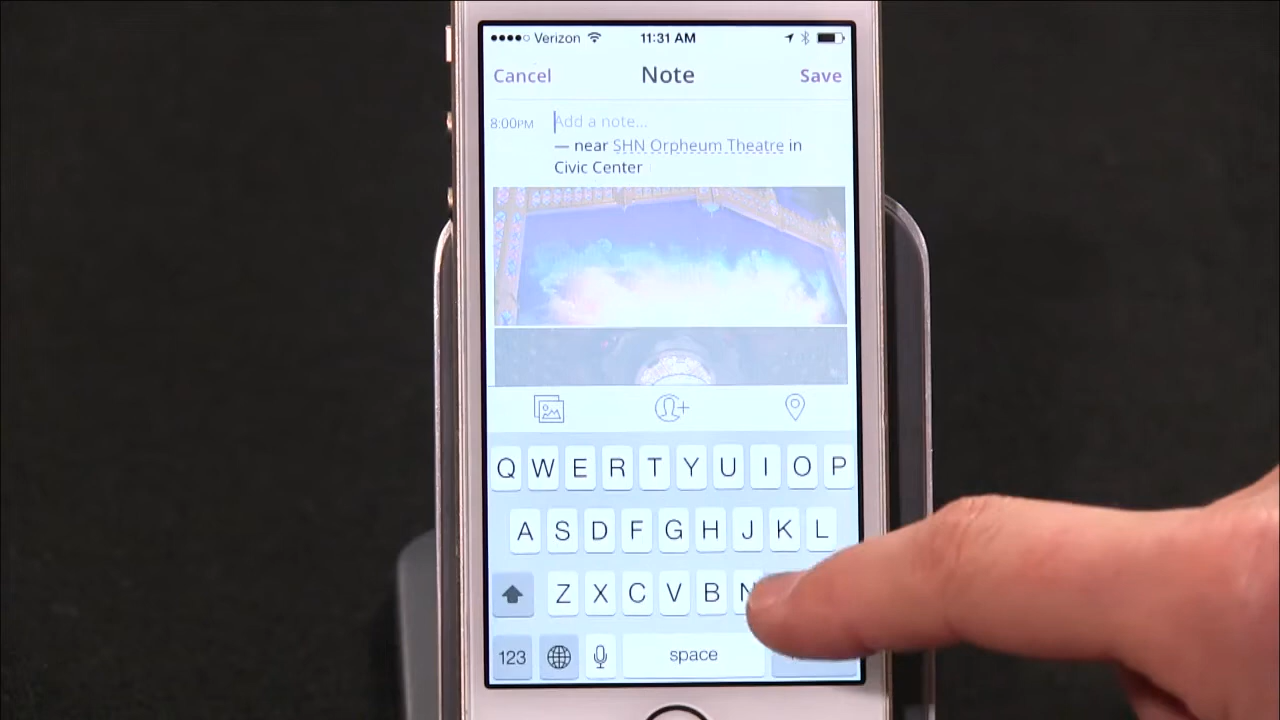 Verizon 11:31 AM
Cancel Note Save
8:00PM Add a note...
— near SHN Orpheum Theatre in
Civic Center
Q W E R T Y U I O P
A S D F G H J K L
Z X C V B N
123 space